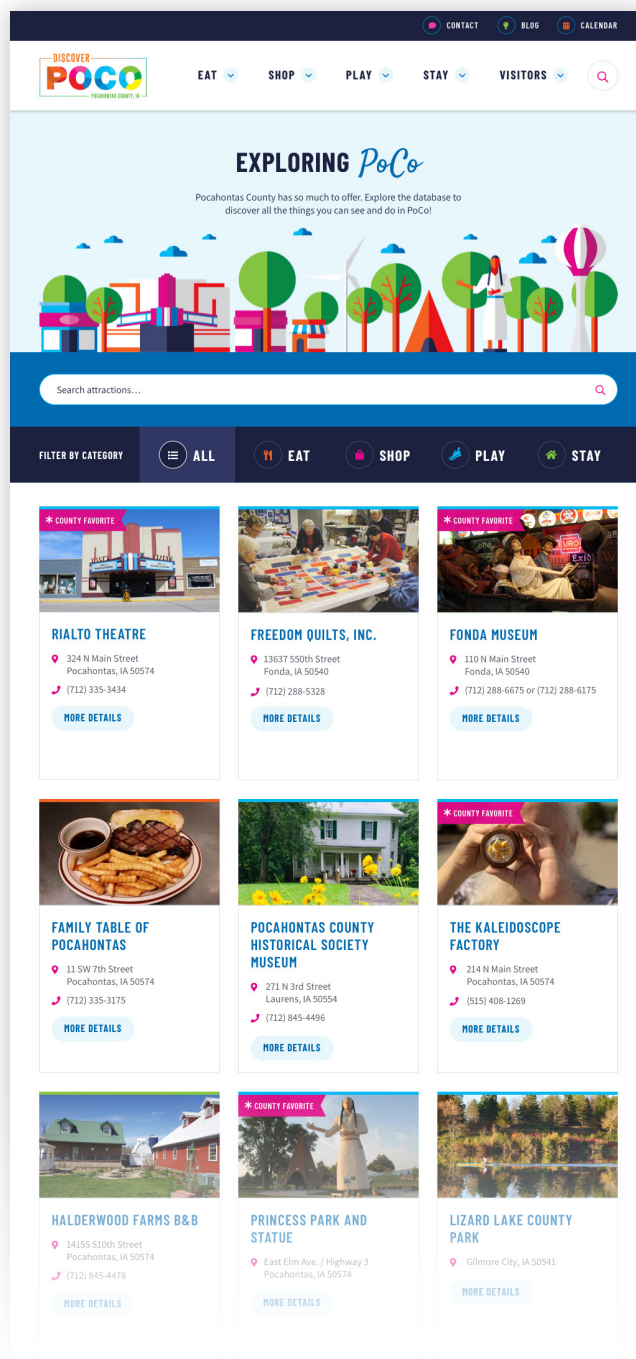 CONTACT
BLOG
CALENDAR
DISCOVER
POCO
POCAHONTAS COUNTY, IA
EAT
SHOP
PLAY
STAY
VISITORS
EXPLORING PoCo
Pocahontas County has so much to offer. Explore the database to
discover all the things you can see and do in PoCo!
Search attractions…
FILTER BY CATEGORY
ALL
EAT
SHOP
PLAY
STAY
COUNTY FAVORITE
RIALTO THEATRE
324 N Main Street
Pocahontas, IA 50574
(712) 335-3434
MORE DETAILS
FREEDOM QUILTS, INC.
13637 550th Street
Fonda, IA 50540
(712) 288-5328
MORE DETAILS
COUNTY FAVORITE
Exid
FONDA MUSEUM
110 N Main Street
Fonda, IA 50540
(712) 288-6675 or (712) 288-6175
MORE DETAILS
FAMILY TABLE OF
POCAHONTAS
11 SW 7th Street
Pocahontas, IA 50574
(712) 335-3175
MORE DETAILS
POCAHONTAS COUNTY
HISTORICAL SOCIETY
MUSEUM
271 N 3rd Street
Laurens, IA 50554
(712) 845-4496
MORE DETAILS
COUNTY FAVORITE
THE KALEIDOSCOPE
FACTORY
214 N Main Street
Pocahontas, IA 50574
(515) 408-1269
MORE DETAILS
HALDERWOOD FARMS B&B
14155 510th Street
Pocahontas, IA 50574
(712) 845-4478
MORE DETAILS
COUNTY FAVORITE
PRINCESS PARK AND
STATUE
East Elm Ave. / Highway 3
Pocahontas, IA 50574
MORE DETAILS
LIZARD LAKE COUNTY
PARK
Gilmore City, IA 50541
MORE DETAILS